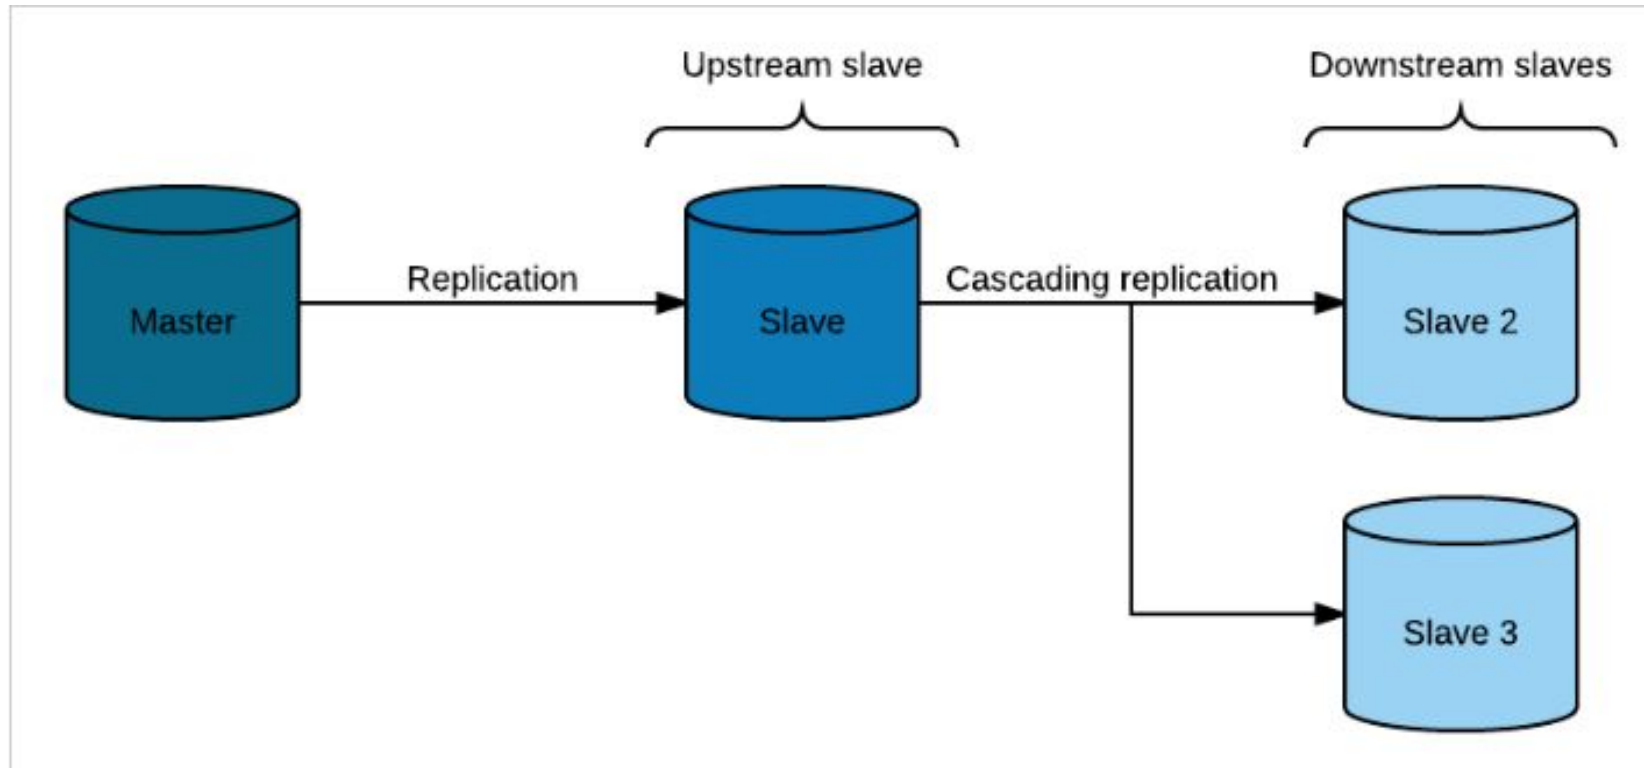 Upstream slave
Downstream slaves
Master
Replication
Slave
Cascading replication
Slave 2
Slave 3